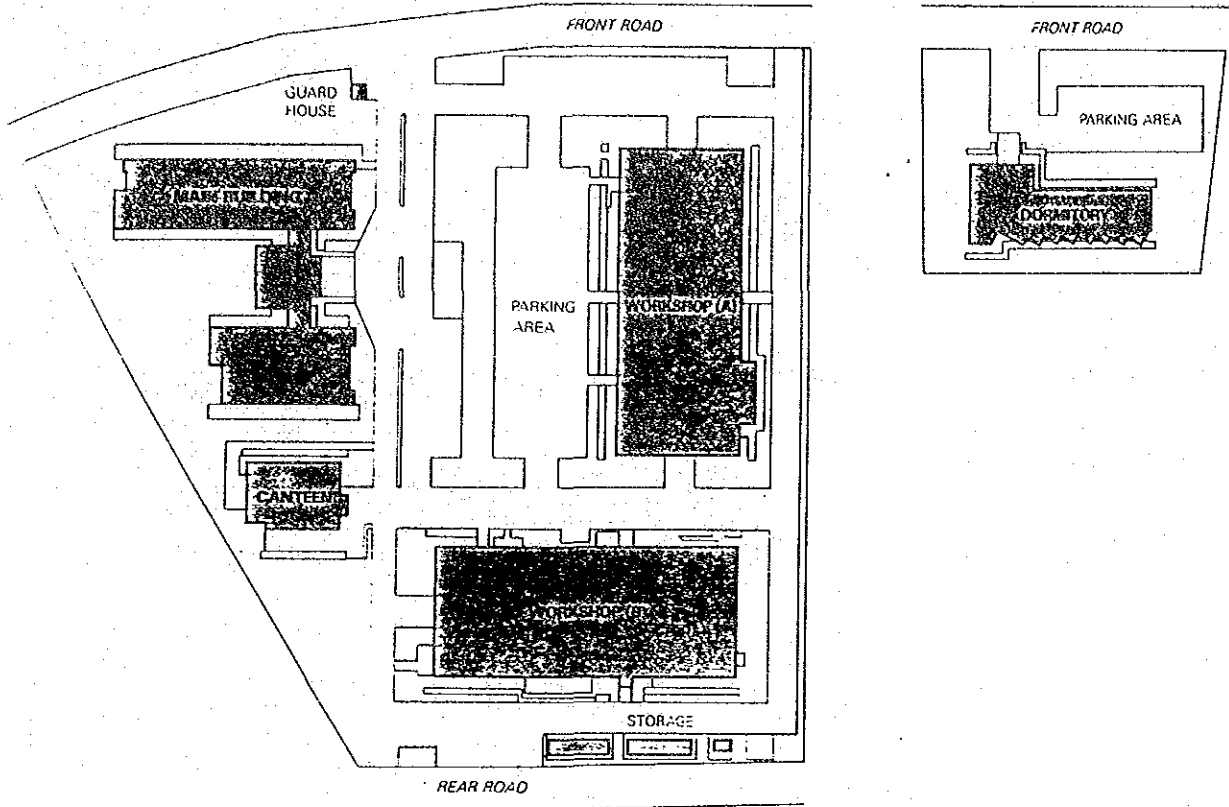 FRONT ROAD
FRONT ROAD
GUARD
HOUSE
PARKING AREA
MAIN BUILDING
DORMITORY
PARKING
AREA
WORKSHOP (A)
CANTEEN
WORKSHOP
STORAGE
REAR ROAD